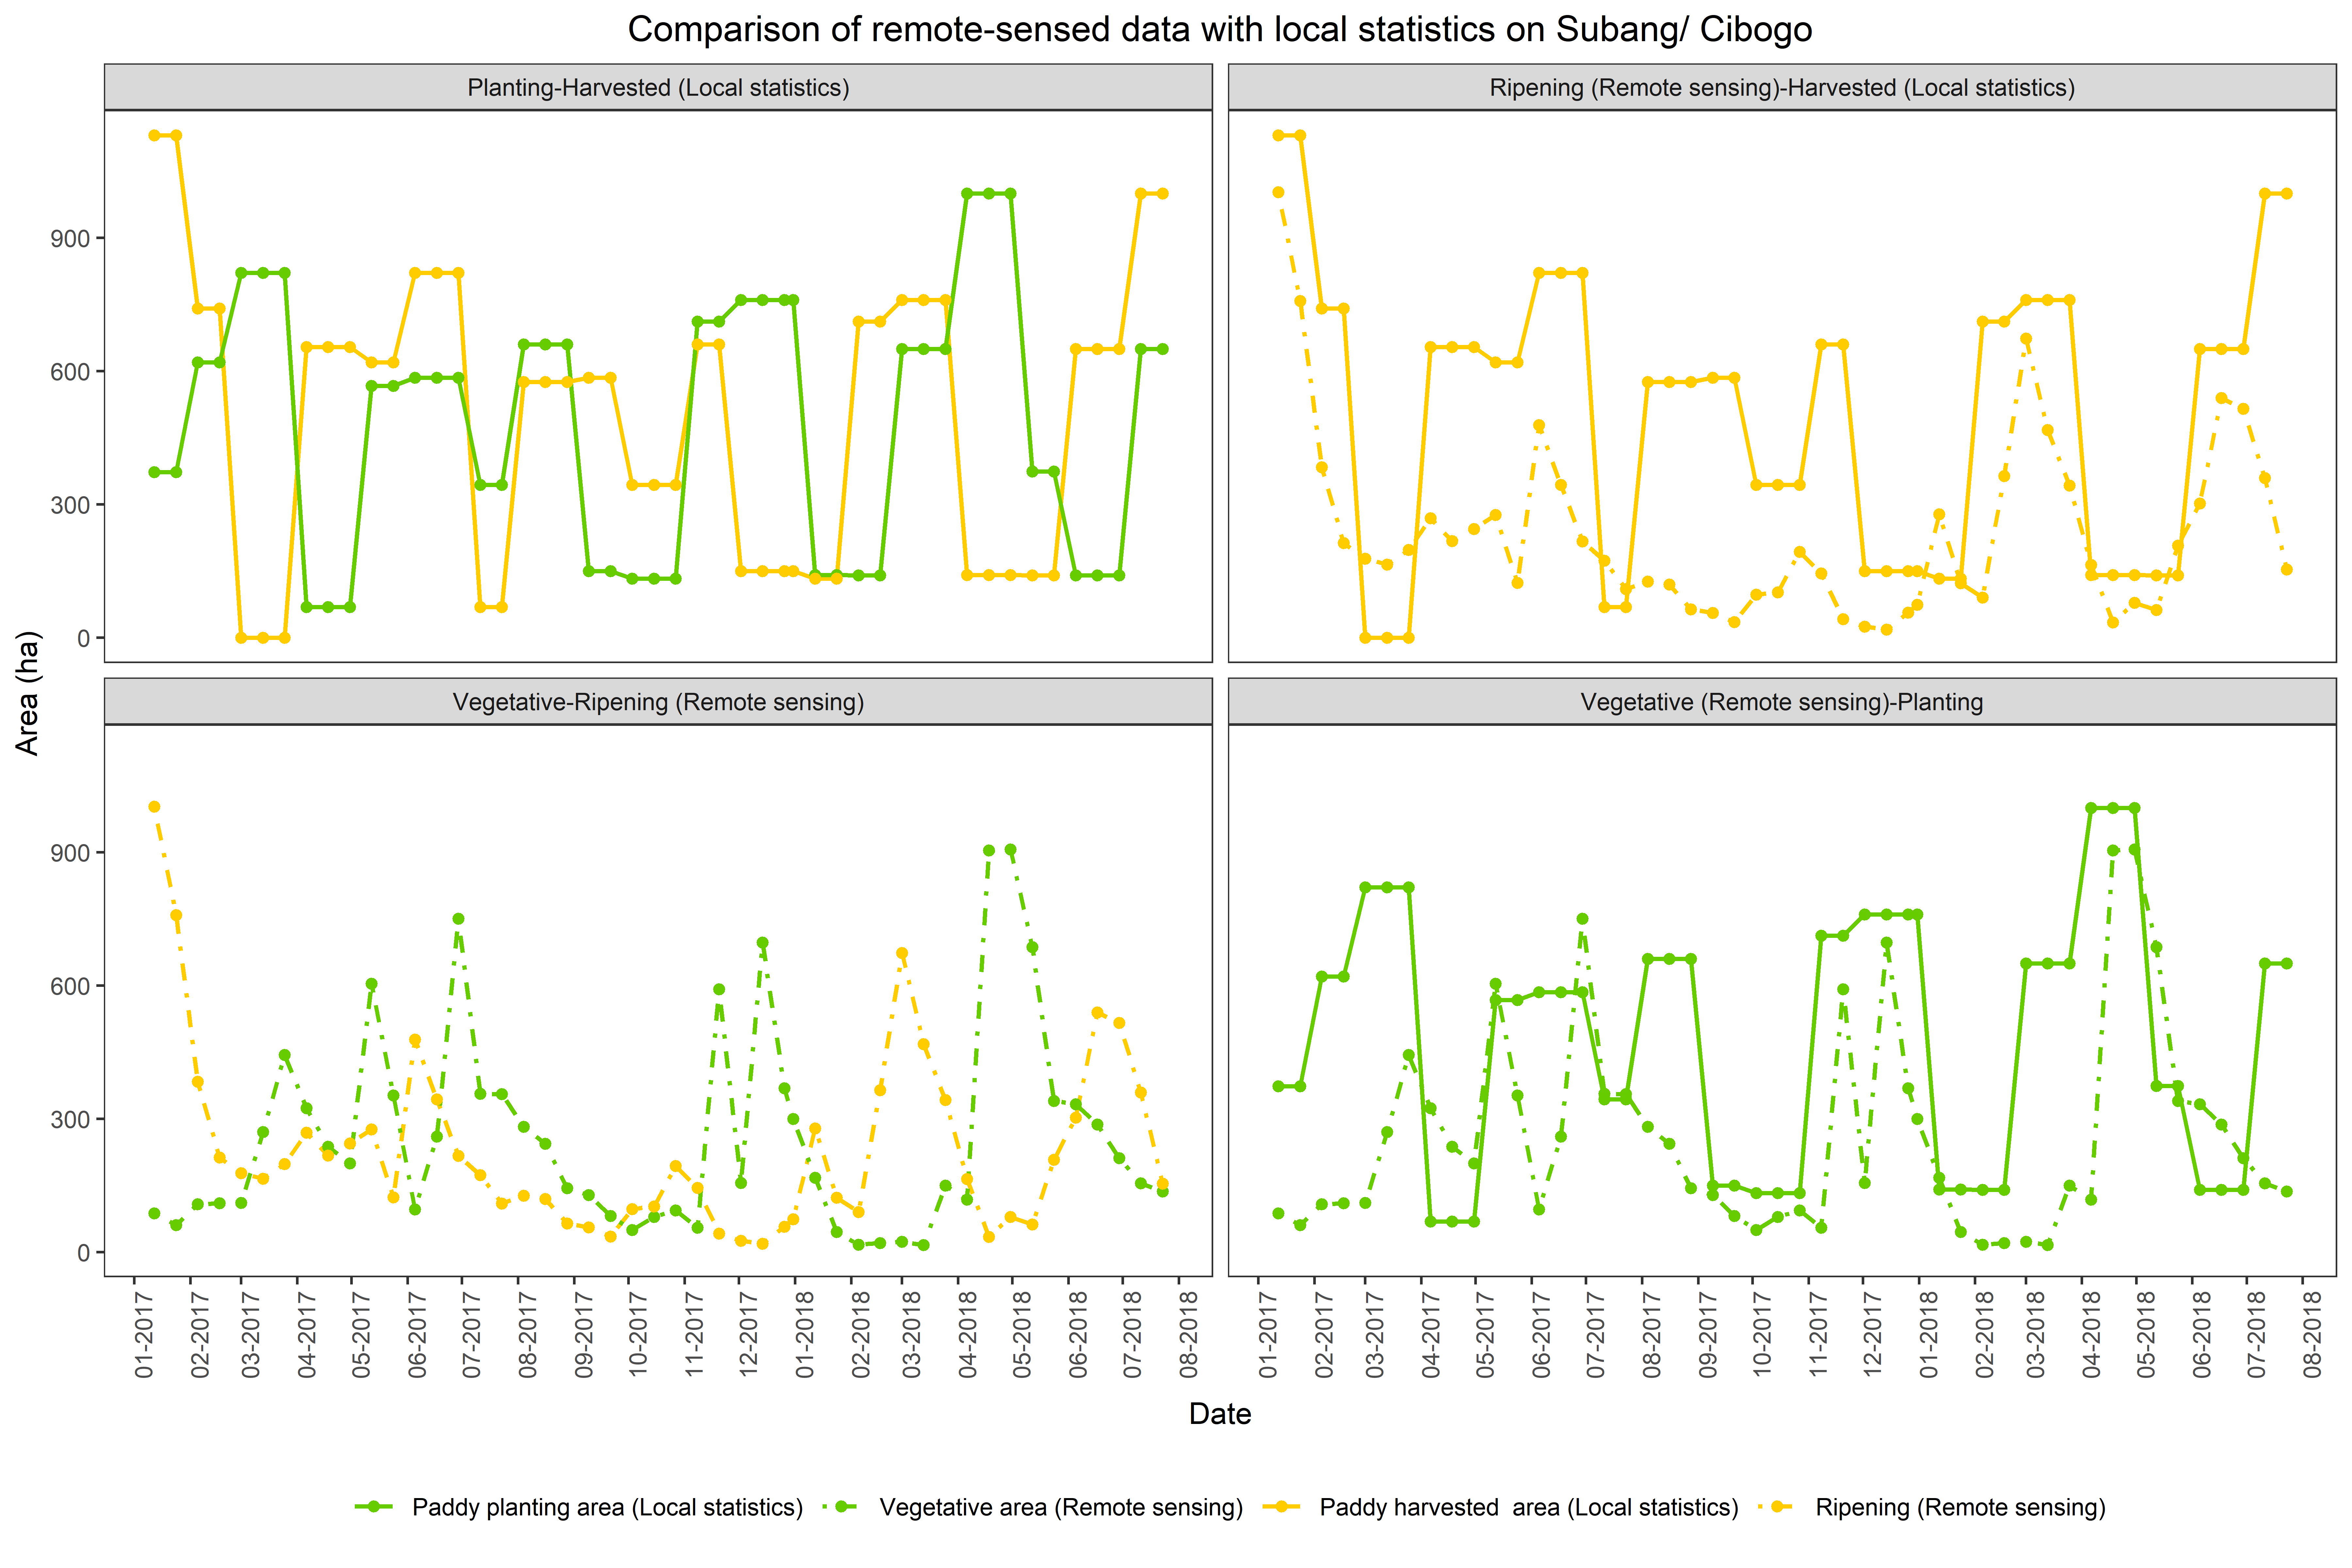 Comparison of remote-sensed data with local statistics on Subang/ Cibogo
Planting-Harvested (Local statistics)
Ripening (Remote sensing)-Harvested (Local statistics)
900
600
300
0
Area (ha)
Vegetative-Ripening (Remote sensing)
Vegetative (Remote sensing)-Planting
900
600
300
0
01-2017 02-2017 03-2017 04-2017 05-2017 06-2017 07-2017 08-2017 09-2017 10-2017 11-2017 12-2017 01-2018 02-2018 03-2018 04-2018 05-2018 06-2018 07-2018 08-2018
01-2017 02-2017 03-2017 04-2017 05-2017 06-2017 07-2017 08-2017 09-2017 10-2017 11-2017 12-2017 01-2018 02-2018 03-2018 04-2018 05-2018 06-2018 07-2018 08-2018
Date
Paddy planting area (Local statistics) Vegetative area (Remote sensing) Paddy harvested  area (Local statistics) Ripening (Remote sensing)